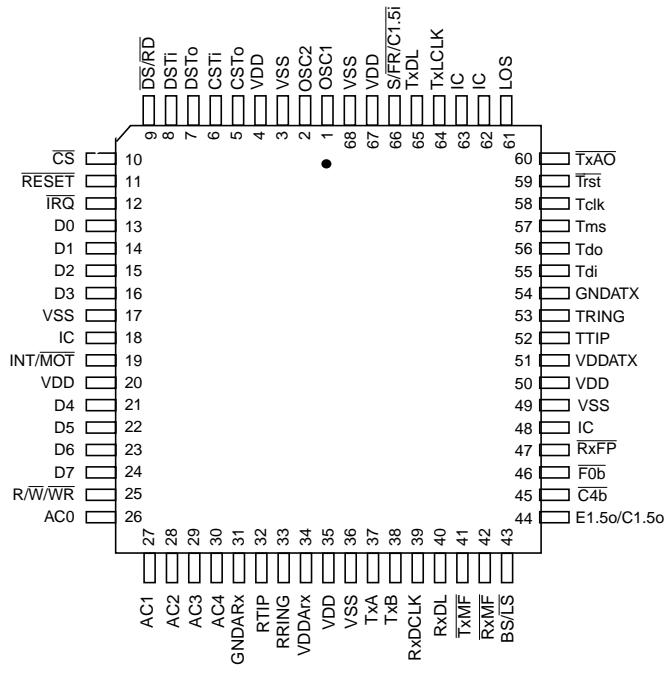 DS/RD
DSTi
DSTo
CSTi
CSTo
VDD
VSS
OSC2
OSC1
VSS
VDD
S/FR/C1.5i
TxDL
TxLCLK
IC
IC
LOS
9
8
7
6
5
4
3
2
1
68
67
66
65
64
63
62
61
CS 10
RESET 11
IRQ 12
D0 13
D1 14
D2 15
D3 16
VSS 17
IC 18
INT/MOT 19
VDD 20
D4 21
D5 22
D6 23
D7 24
R/W/WR 25
AC0 26
60 TxAO
59 Trst
58 Tclk
57 Tms
56 Tdo
55 Tdi
54 GNDATX
53 TRING
52 TTIP
51 VDDATX
50 VDD
49 VSS
48 IC
47 RxFP
46 F0b
45 C4b
44 E1.5o/C1.5o
27
28
29
30
31
32
33
34
35
36
37
38
39
40
41
42
43
AC1
AC2
AC3
AC4
GNDARx
RTIP
RRING
VDDArx
VDD
VSS
TxA
TxB
RxDCLK
RxDL
TxMF
RxMF
BS/LS